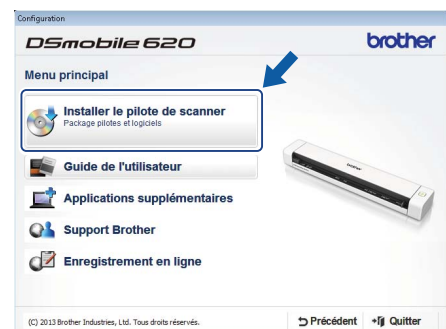 Configuration
DSmobile 620
brother
Menu principal
Installer le pilote de scanner
Package pilotes et logiciels
Guide de l'utilisateur
Applications supplémentaires
Support Brother
Enregistrement en ligne
(C) 2013 Brother Industries, Ltd. Tous droits réservés.
Précédent
Quitter